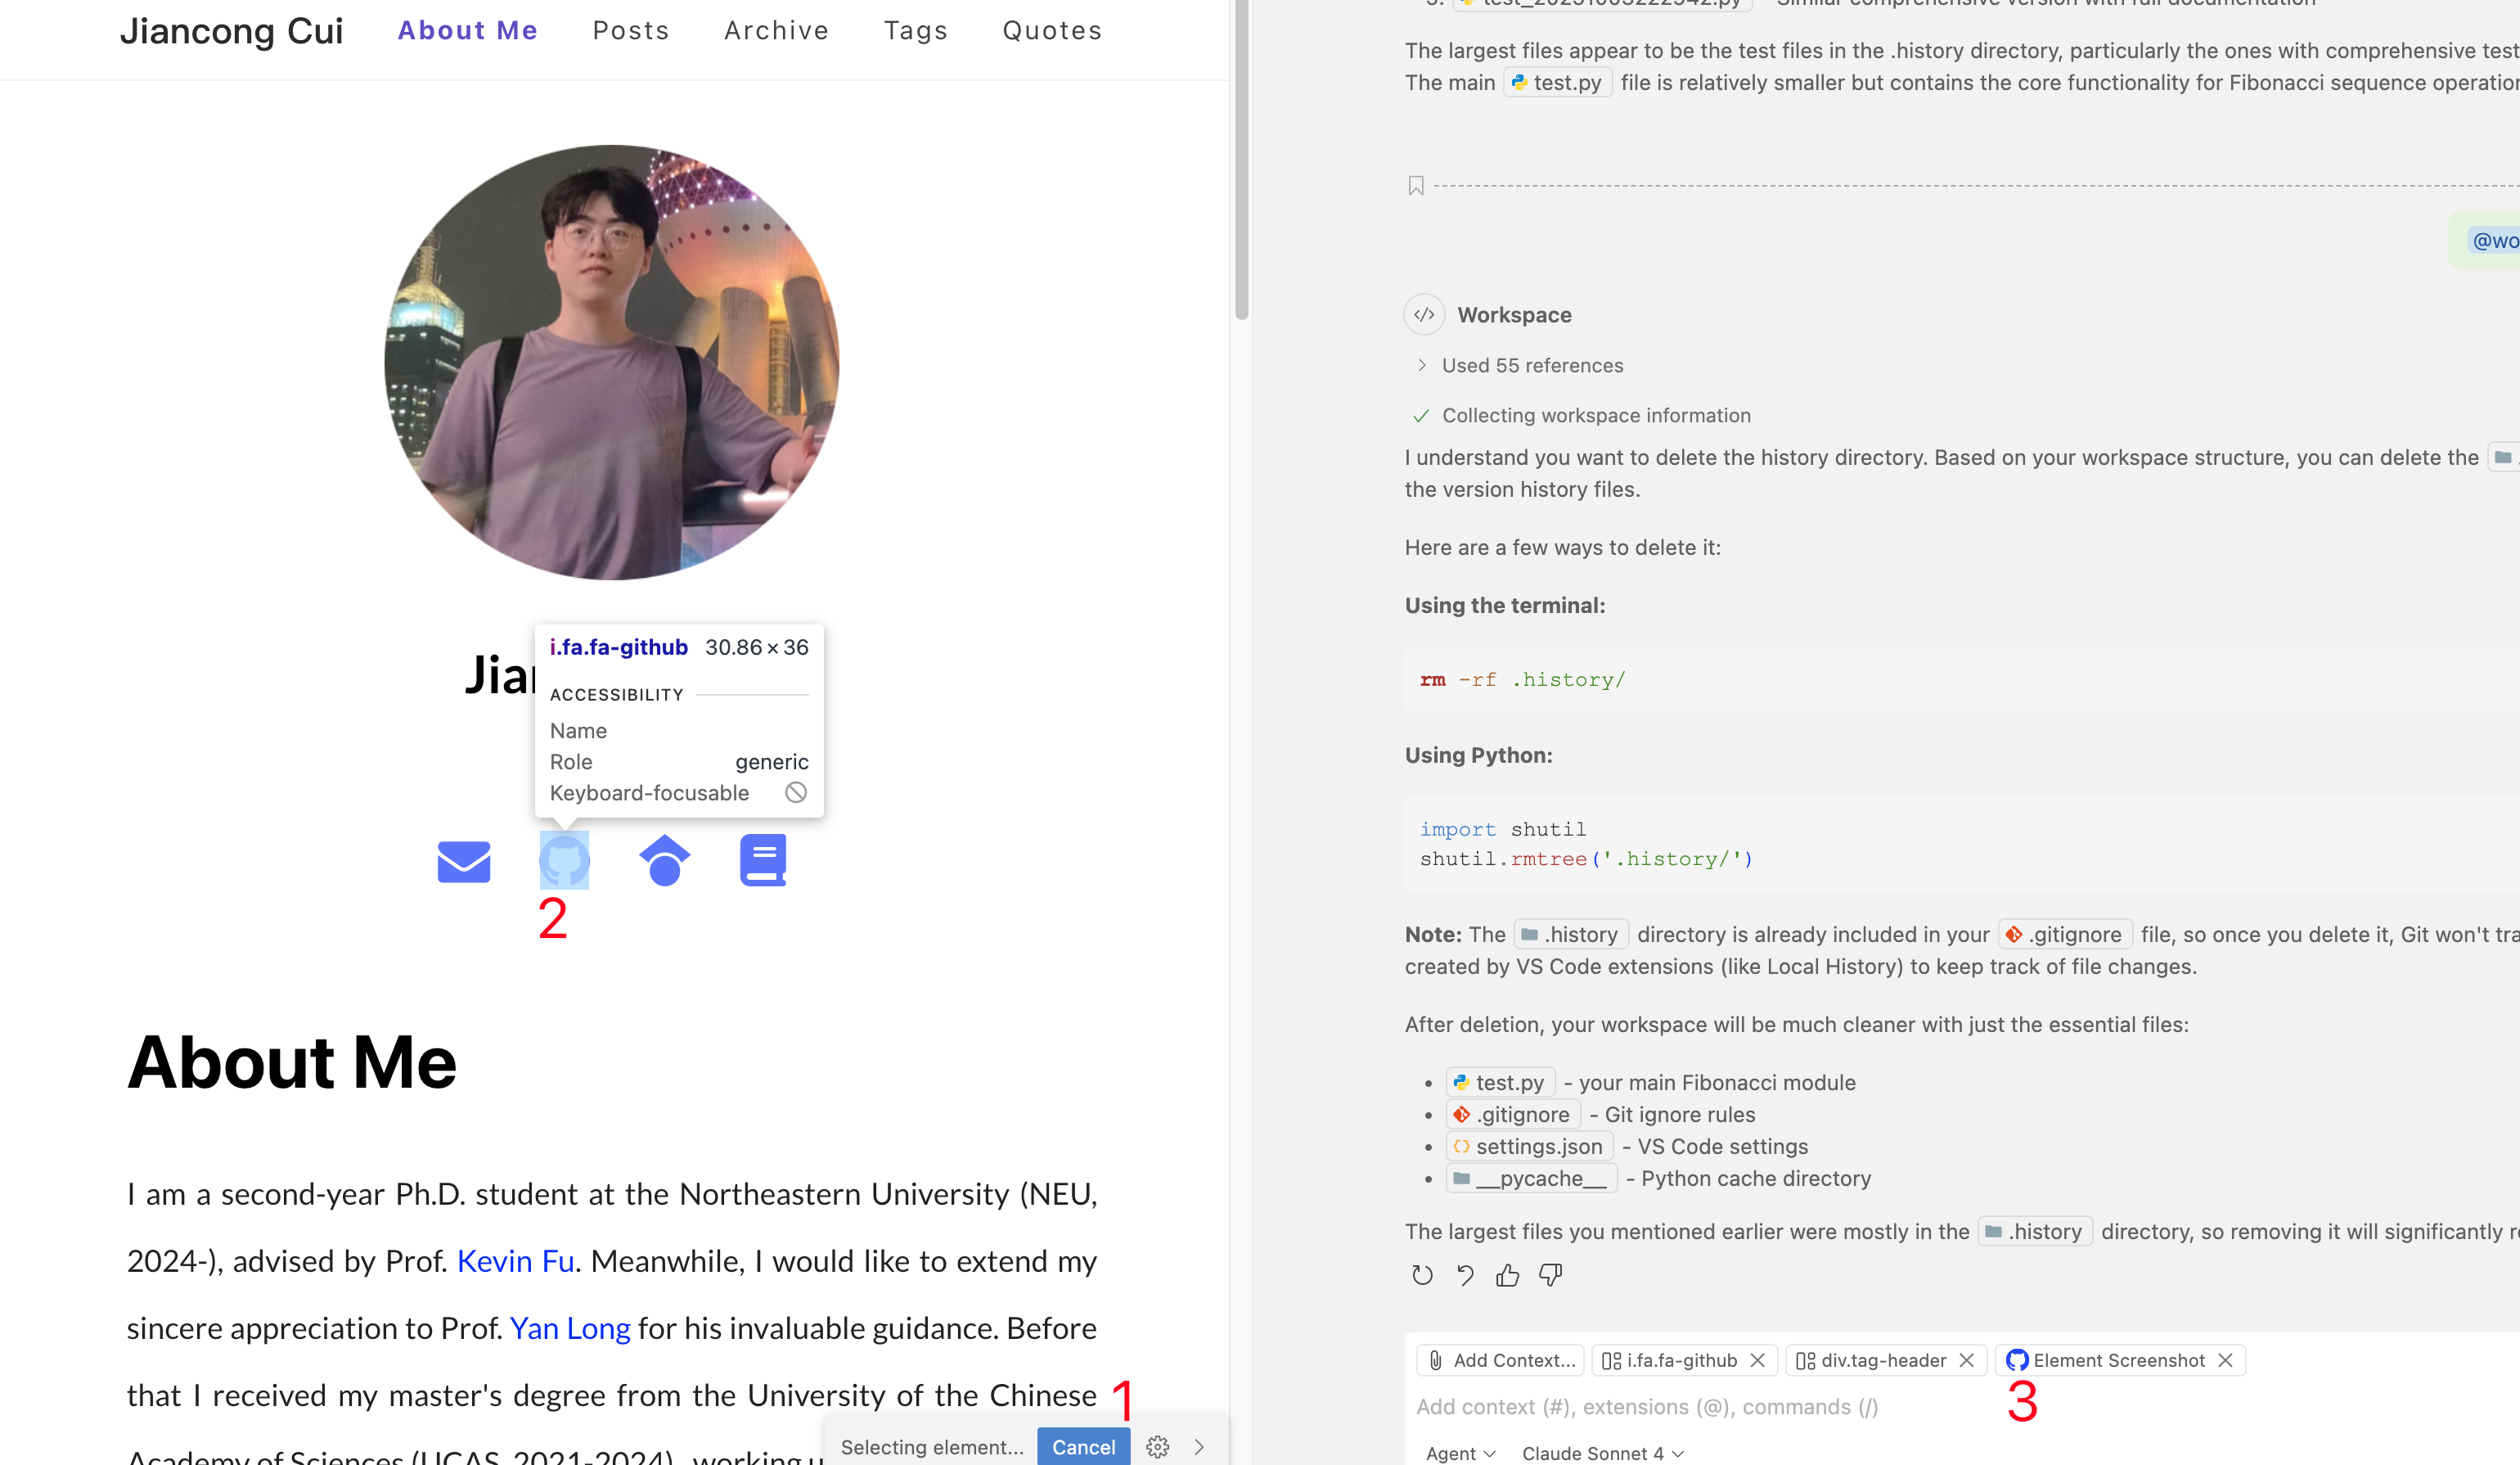 Jiancong Cui About Me Posts Archive Tags Quotes
Jia
i.fa.fa-github 30.86 × 36
ACCESSIBILITY
Name
Role generic
Keyboard-focusable
2
About Me
I am a second-year Ph.D. student at the Northeastern University (NEU,
2024-), advised by Prof. Kevin Fu. Meanwhile, I would like to extend my
sincere appreciation to Prof. Yan Long for his invaluable guidance. Before
that I received my master's degree from the University of the Chinese
1
Academy of Sciences (UCAS, 2021-2024), working
Selecting element... Cancel
3. test_20251003222942.py - Similar comprehensive version with full documentation
The largest files appear to be the test files in the .history directory, particularly the ones with comprehensive test
The main test.py file is relatively smaller but contains the core functionality for Fibonacci sequence operation
@wo
Workspace
Used 55 references
Collecting workspace information
I understand you want to delete the history directory. Based on your workspace structure, you can delete the .
the version history files.
Here are a few ways to delete it:
Using the terminal:
rm -rf .history/
Using Python:
import shutil
shutil.rmtree('.history/')
Note: The .history directory is already included in your .gitignore file, so once you delete it, Git won't tra
created by VS Code extensions (like Local History) to keep track of file changes.
After deletion, your workspace will be much cleaner with just the essential files:
• test.py - your main Fibonacci module
• .gitignore - Git ignore rules
• settings.json - VS Code settings
• __pycache__ - Python cache directory
The largest files you mentioned earlier were mostly in the .history directory, so removing it will significantly r
Add Context... i.fa.fa-github div.tag-header Element Screenshot
3
Add context (#), extensions (@), commands (/)
Agent Claude Sonnet 4